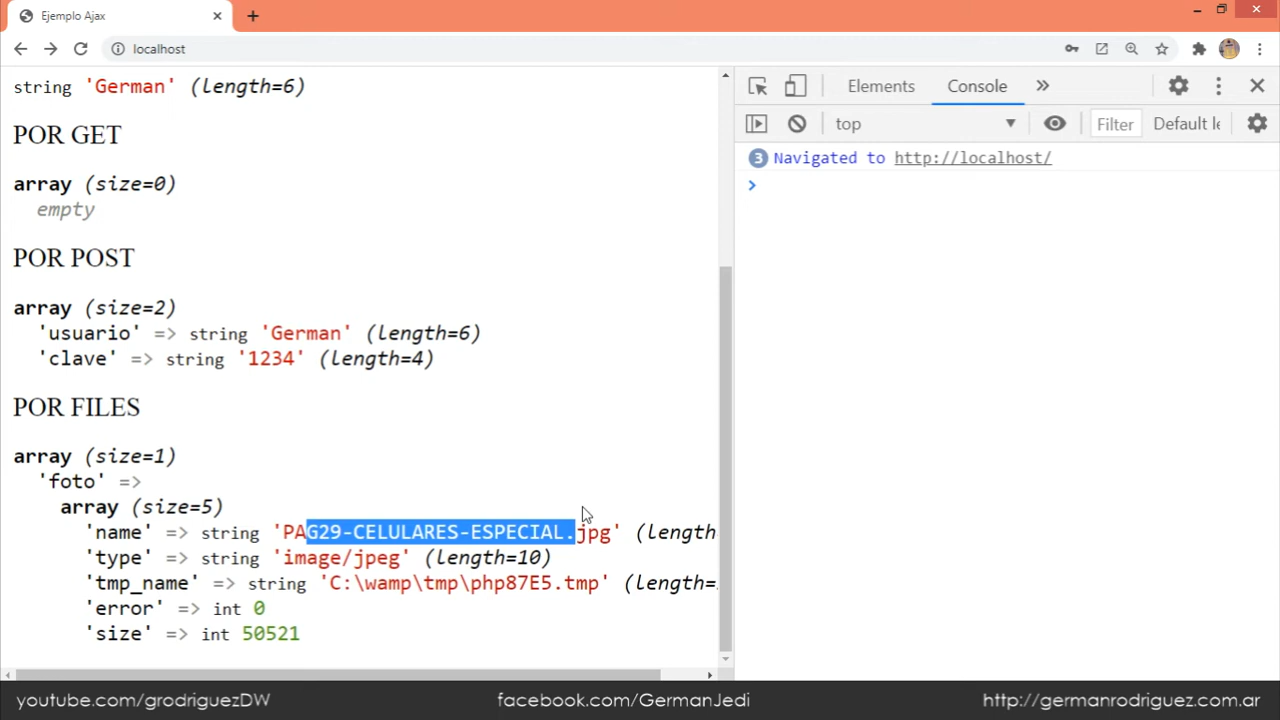 Ejemplo Ajax
localhost
string 'German' (length=6)
POR GET
array (size=0)
empty
POR POST
array (size=2)
'usuario' => string 'German' (length=6)
'clave' => string '1234' (length=4)
POR FILES
array (size=1)
'foto' =>
array (size=5)
'name' => string 'PAG29-CELULARES-ESPECIAL.jpg' (length
'type' => string 'image/jpeg' (length=10)
'tmp_name' => string 'C:\wamp\tmp\php87E5.tmp' (length=
'error' => int 0
'size' => int 50521
Elements Console
top Filter Default le
3 Navigated to http://localhost/
youtube.com/grodriguezDW facebook.com/GermanJedi http://germanrodriguez.com.ar